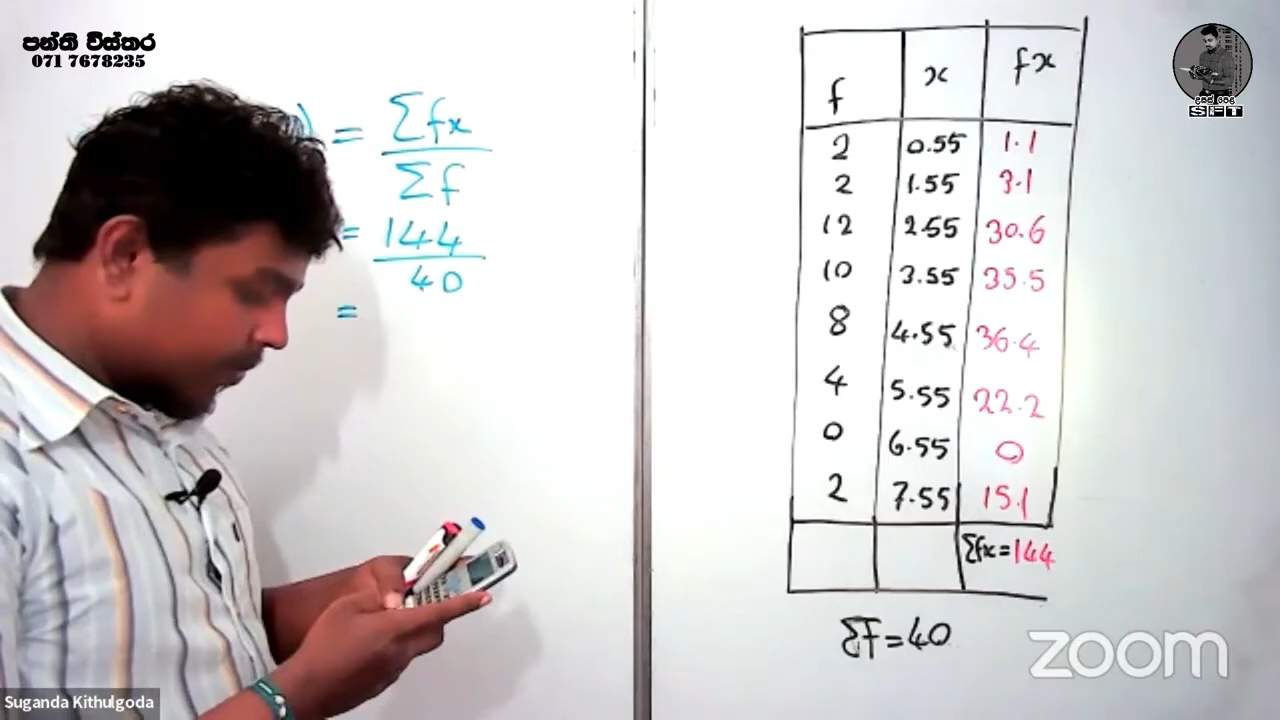 පන්ති විස්තර
071 7678235
) = Σfx
Σf
= 144
40
=
f x fx
2 0.55 1.1
2 1.55 3.1
12 2.55 30.6
10 3.55 35.5
8 4.55 36.4
4 5.55 22.2
0 6.55 0
2 7.55 15.1
Σfx = 144
Σf = 40
උසස් පෙළ
SFT
zoom
Suganda Kithulgoda